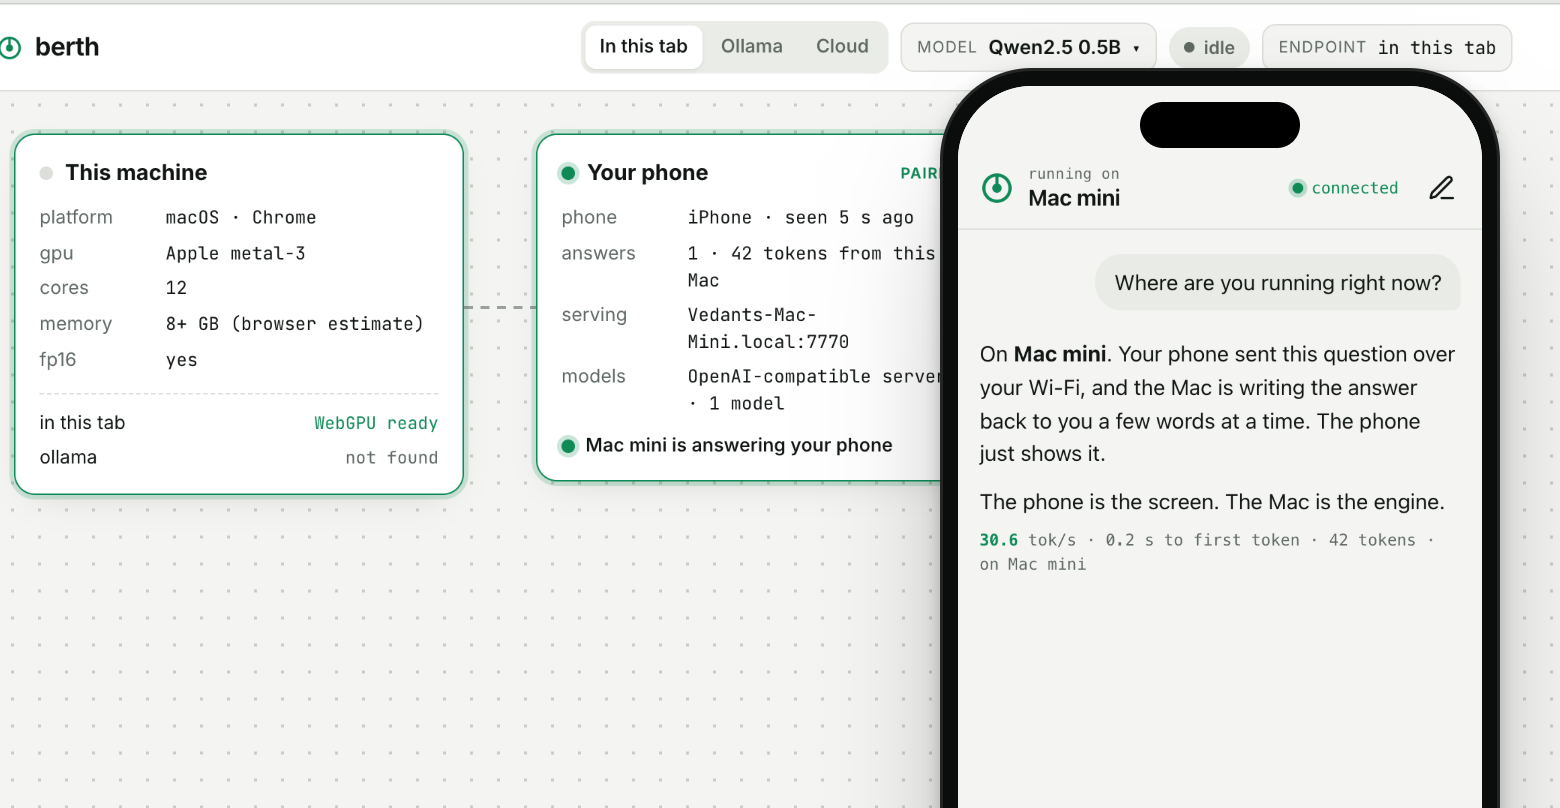 berth
In this tab
Ollama
Cloud
MODEL Qwen2.5 0.5B
idle
ENDPOINT in this tab
This machine
platform macOS · Chrome
gpu Apple metal-3
cores 12
memory 8+ GB (browser estimate)
fp16 yes
in this tab WebGPU ready
ollama not found
Your phone
phone iPhone · seen 5 s ago
answers 1 · 42 tokens from this
Mac
serving Vedants-Mac-
Mini.local:7770
models OpenAI-compatible server
· 1 model
Mac mini is answering your phone
running on
Mac mini
connected
Where are you running right now?
On Mac mini. Your phone sent this question over
your Wi-Fi, and the Mac is writing the answer
back to you a few words at a time. The phone
just shows it.
The phone is the screen. The Mac is the engine.
30.6 tok/s · 0.2 s to first token · 42 tokens ·
on Mac mini